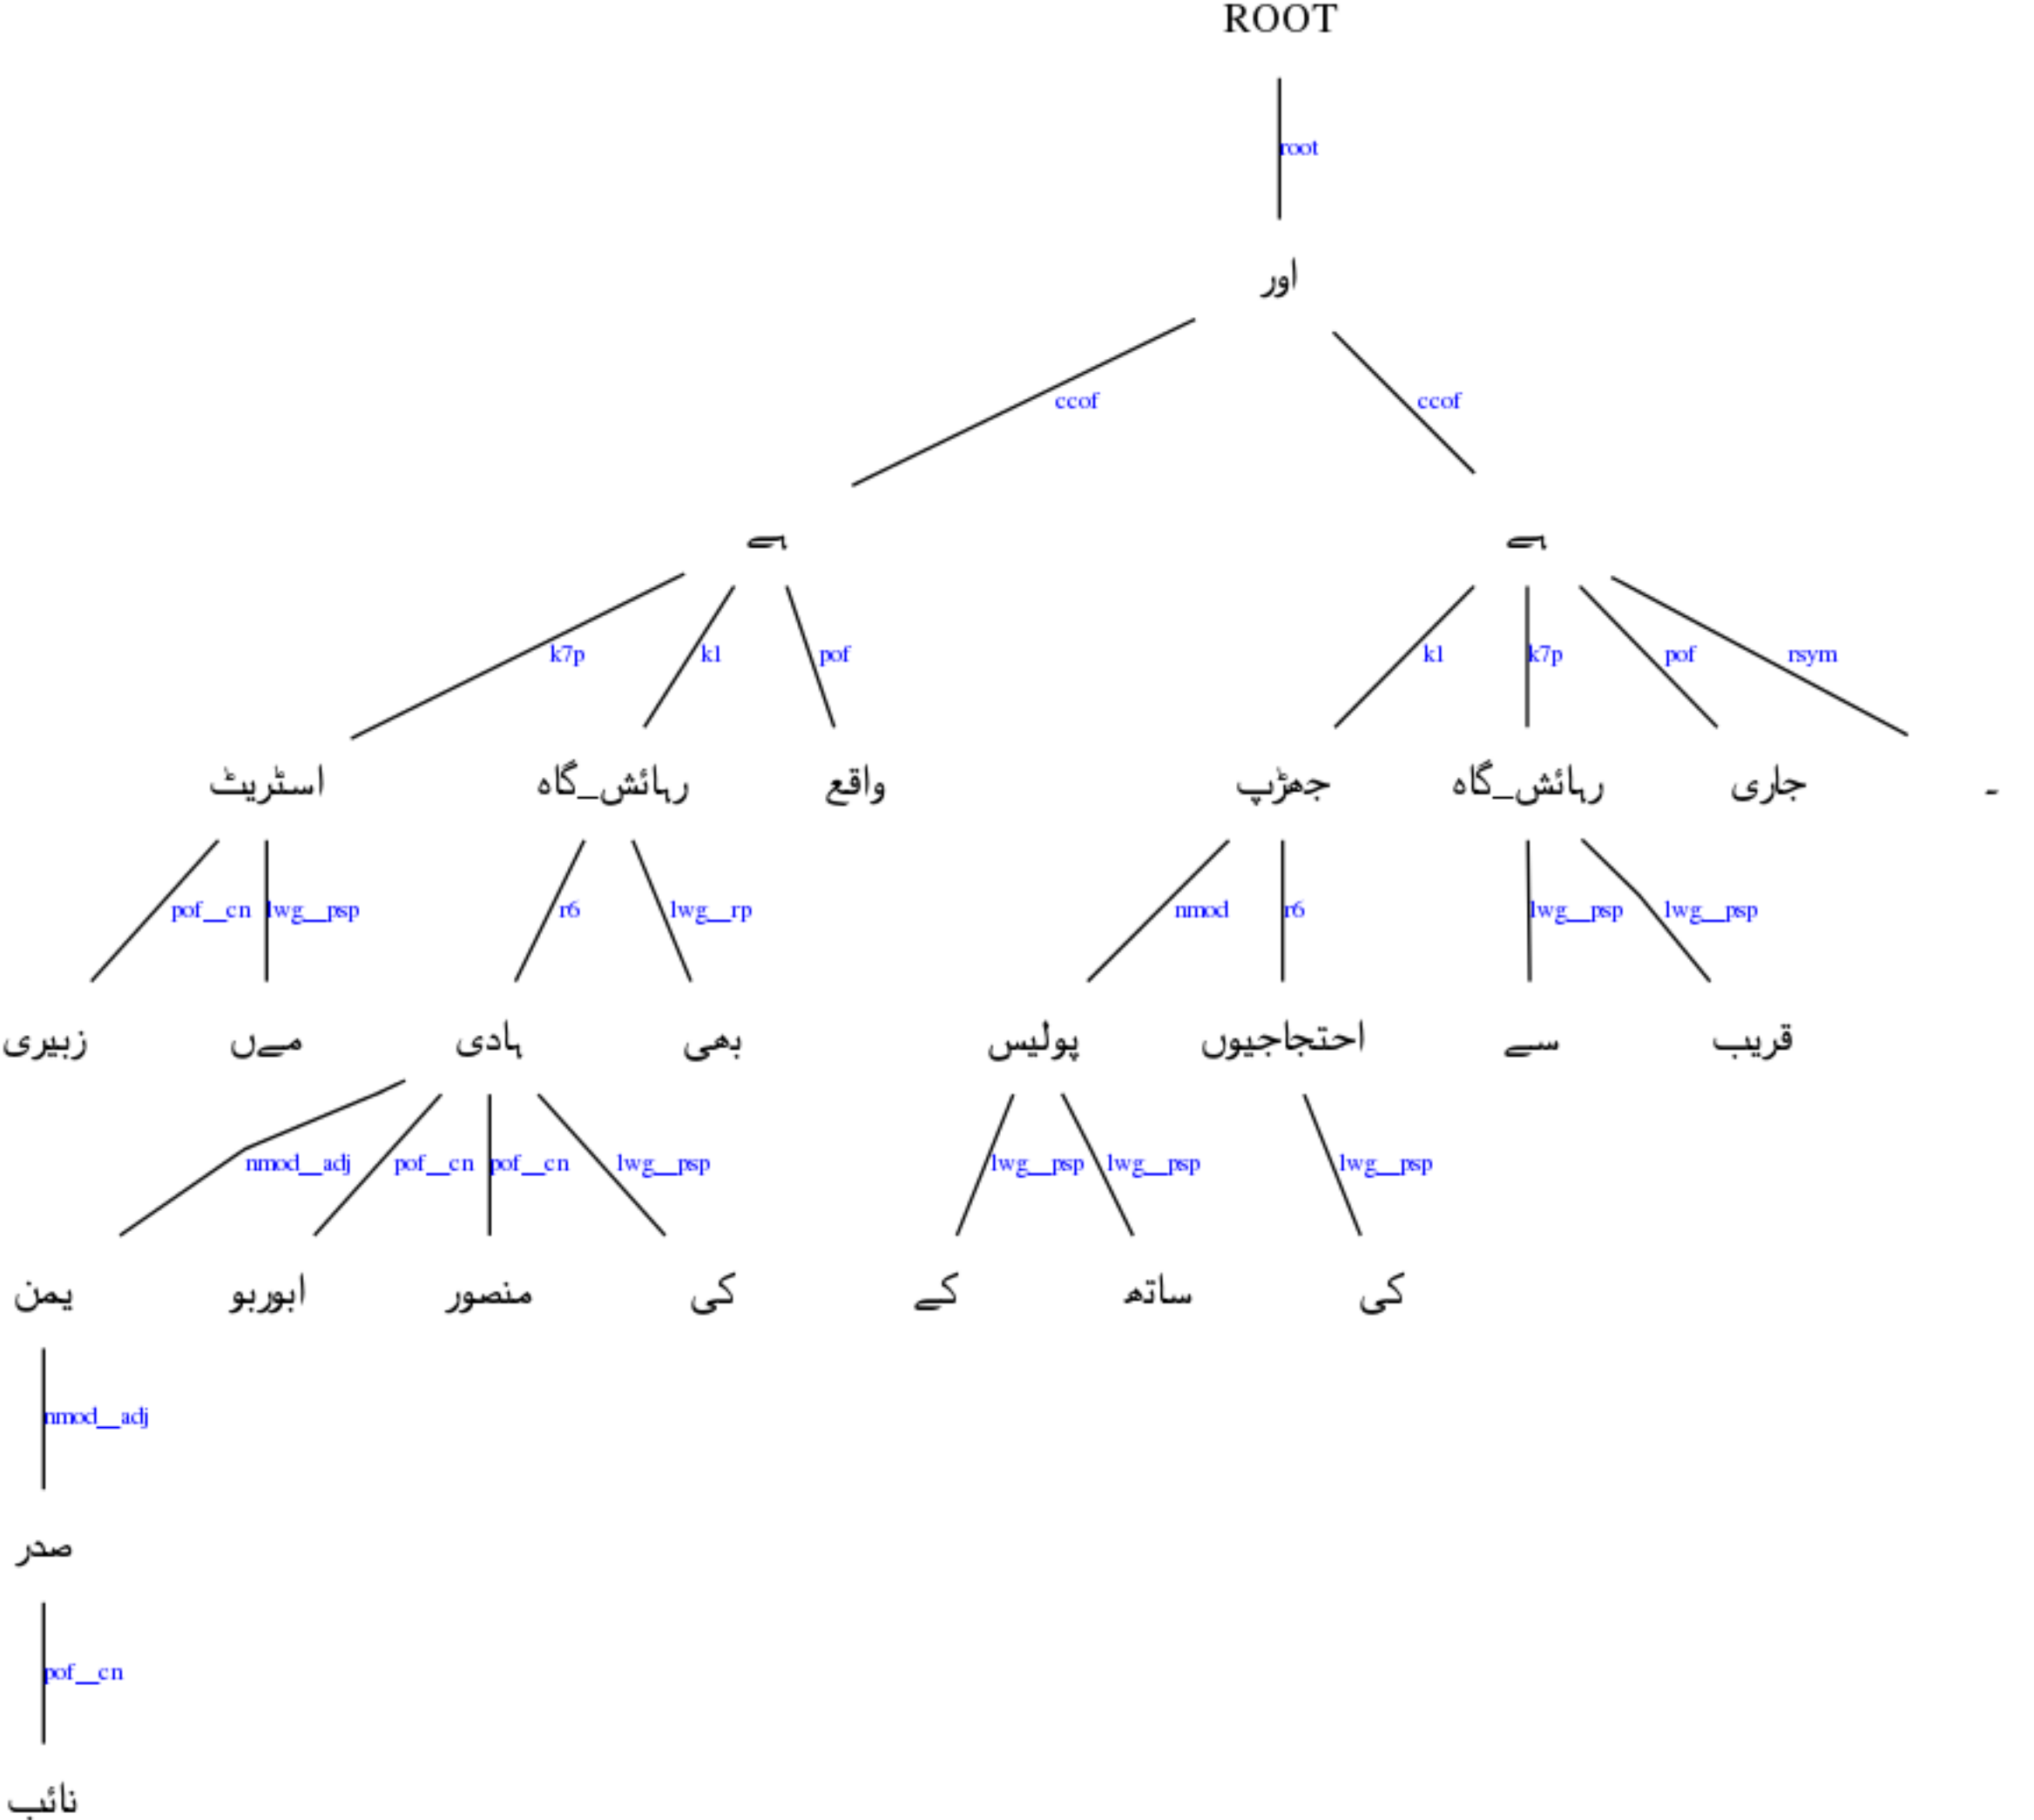 ROOT
root
اور
ccof ccof
ہے ہے
k7p k1 pof k1 k7p pof rsym
اسٹریٹ رہائش_گاہ واقع جھڑپ رہائش_گاہ جاری ۔
pof__cn lwg__psp r6 lwg__rp nmod r6 lwg__psp lwg__psp
زبیری مےں ہادی بھی پولیس احتجاجیوں سے قریب
nmod__adj pof__cn pof__cn lwg__psp lwg__psp lwg__psp lwg__psp
یمن ابوربو منصور کی کے ساتھ کی
nmod__adj
صدر
pof__cn
نائب